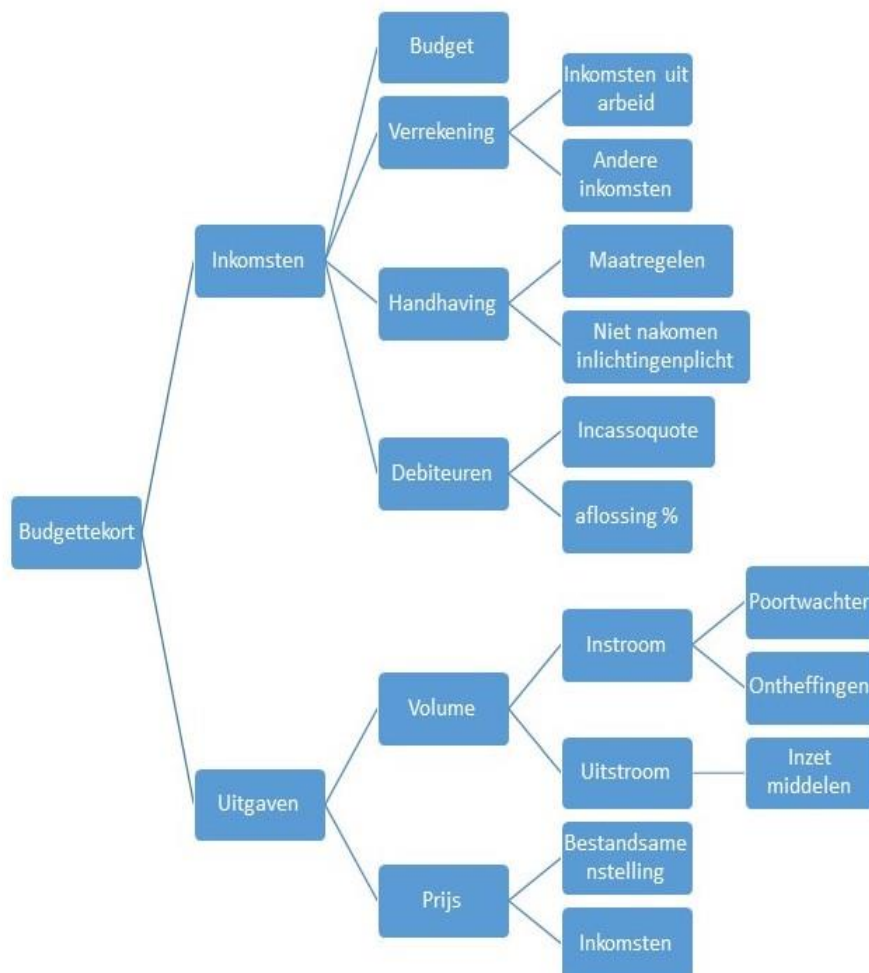 Budget
Verrekening
Inkomsten uit
arbeid
Andere
inkomsten
Inkomsten
Handhaving
Maatregelen
Niet nakomen
inlichtingenplicht
Debiteuren
Incassoquote
aflossing %
Budgettekort
Uitgaven
Volume
Instroom
Poortwachter
Ontheffingen
Uitstroom
Inzet
middelen
Prijs
Bestandsame
nstelling
Inkomsten